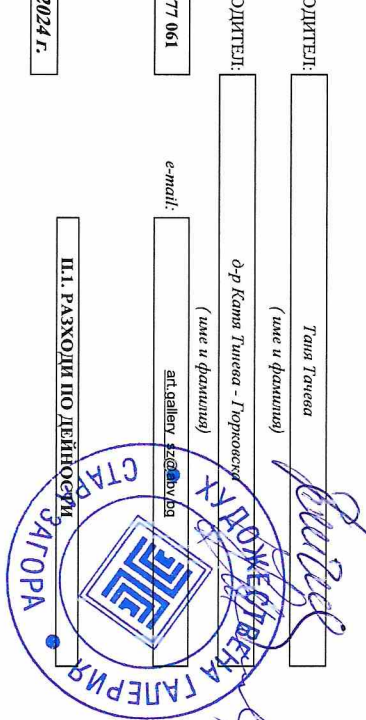 ОДИТЕЛ: Таня Тачева
( име и фамилия)
ОДИТЕЛ: д-р Катя Тинева - Гюрковска
( име и фамилия)
77 061 e-mail: art.gallery_sz@abv.bg
2024 г. II.1. РАЗХОДИ ПО ДЕЙНОСТИ
ХУДОЖЕСТВЕНА ГАЛЕРИЯ
СТАРА ЗАГОРА